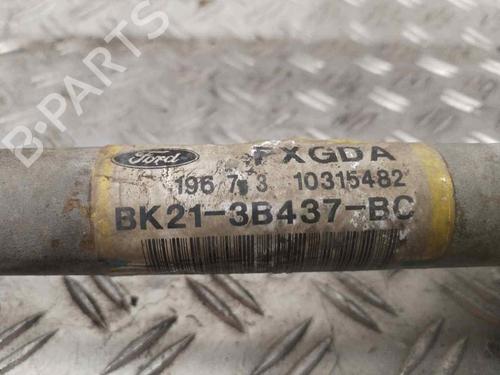 B-PARTS
Ford
FXGDA
196 7 3 10315482
BK21-3B437-BC